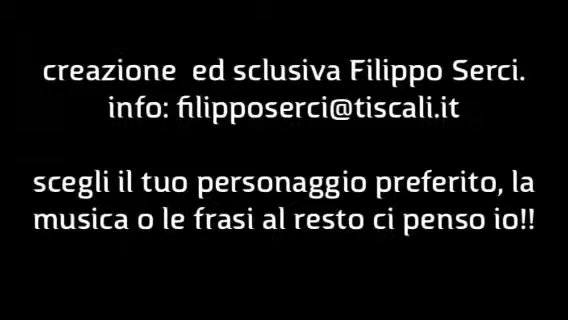 creazione  ed sclusiva Filippo Serci.
info: filipposerci@tiscali.it
scegli il tuo personaggio preferito, la
musica o le frasi al resto ci penso io!!